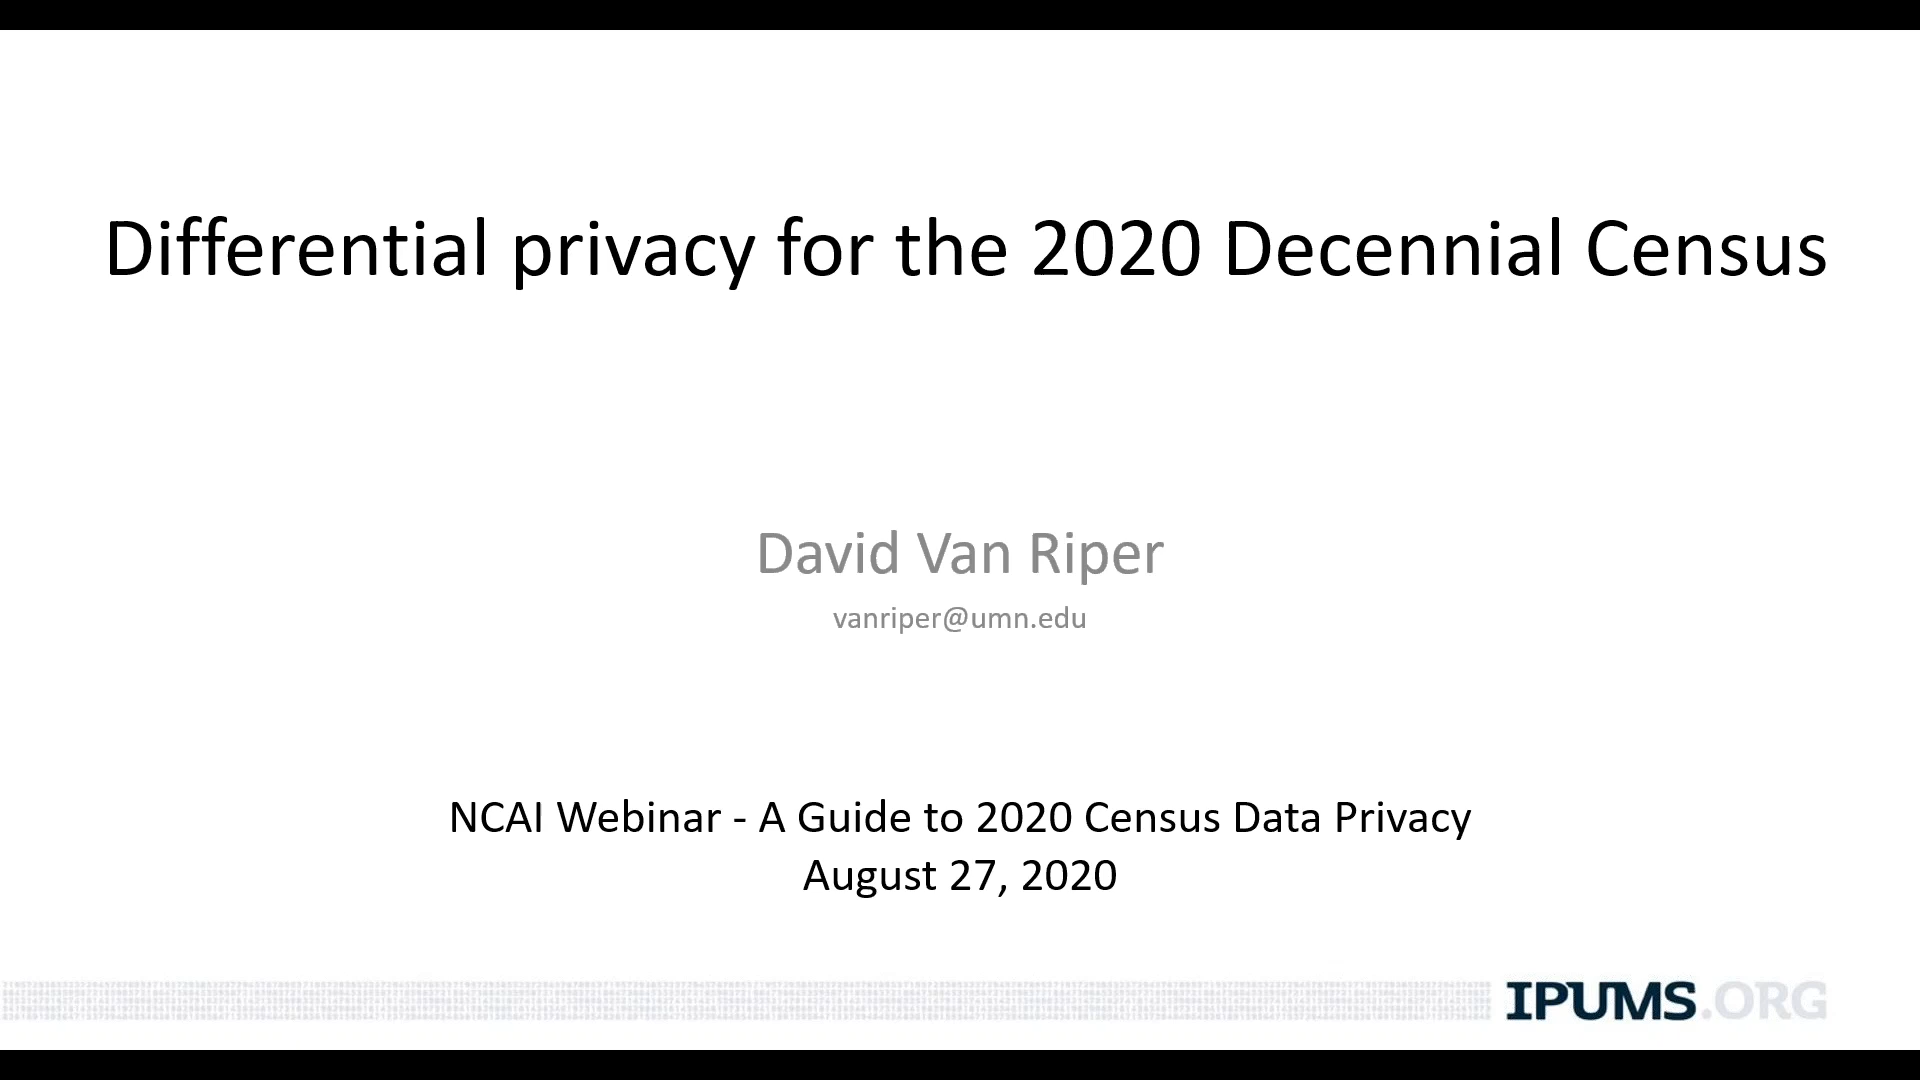 Differential privacy for the 2020 Decennial Census
David Van Riper
vanriper@umn.edu
NCAI Webinar - A Guide to 2020 Census Data Privacy
August 27, 2020
IPUMS.ORG